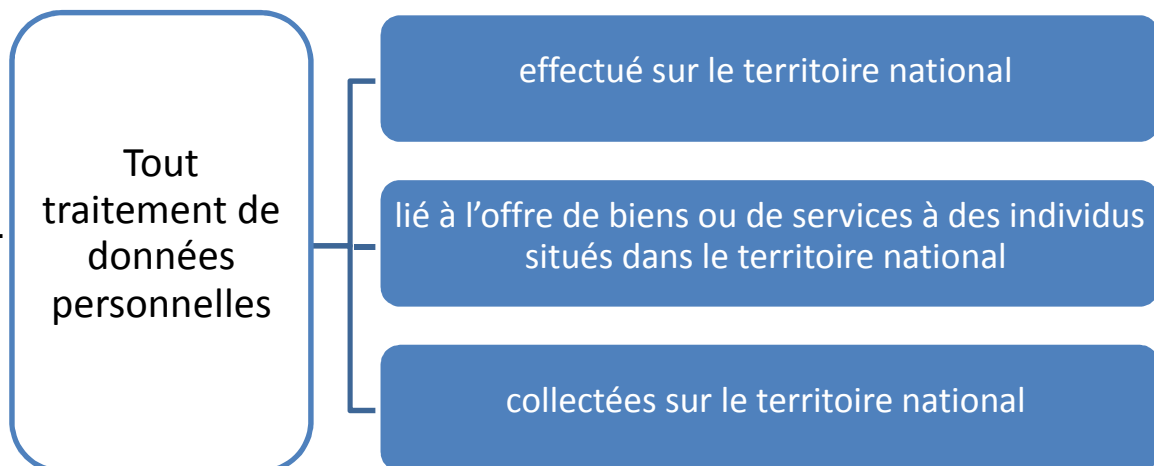 Tout
traitement de
données
personnelles
effectué sur le territoire national
lié à l’offre de biens ou de services à des individus
situés dans le territoire national
collectées sur le territoire national